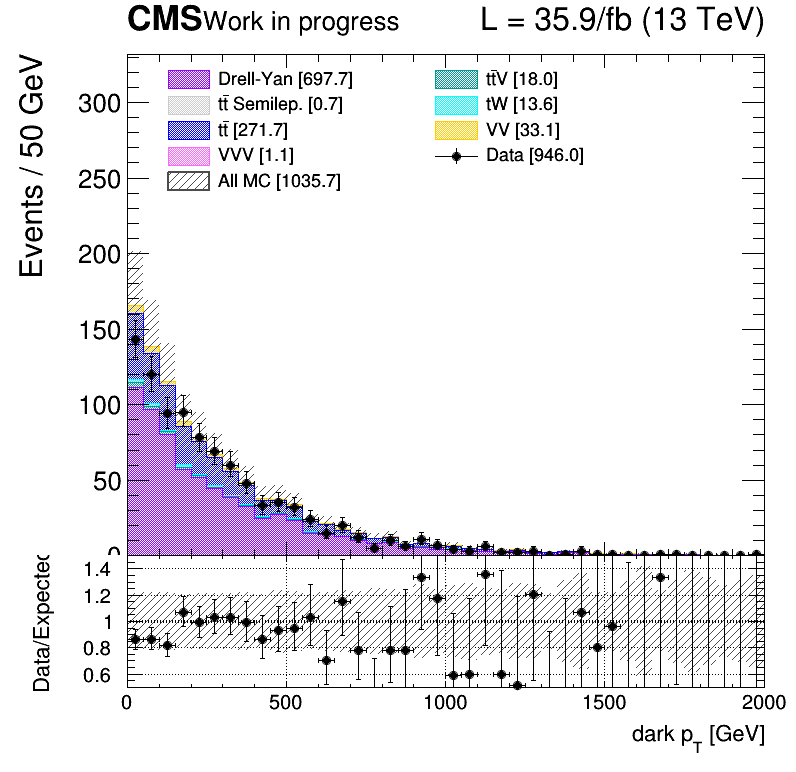 CMS Work in progress L = 35.9/fb (13 TeV)
Events / 50 GeV
Drell-Yan [697.7]
tt̄ Semilep. [0.7]
tt̄ [271.7]
VVV [1.1]
All MC [1035.7]
tt̄V [18.0]
tW [13.6]
VV [33.1]
Data [946.0]
300
250
200
150
100
50
0
Data/Expected
1.4
1.2
1
0.8
0.6
0 500 1000 1500 2000
dark p_T [GeV]